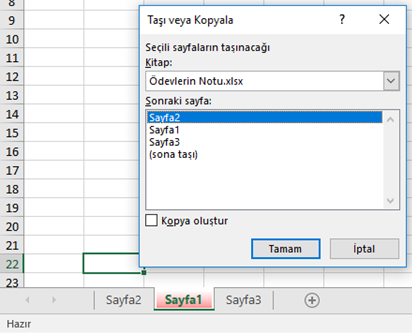 Taşı veya Kopyala ? ×
Seçili sayfaların taşınacağı
Kitap:
Ödevlerin Notu.xlsx
Sonraki sayfa:
Sayfa2
Sayfa1
Sayfa3
(sona taşı)
Kopya oluştur
Tamam İptal
8
9
10
11
12
13
14
15
16
17
18
19
20
21
22
23
Sayfa2 Sayfa1 Sayfa3
Hazır